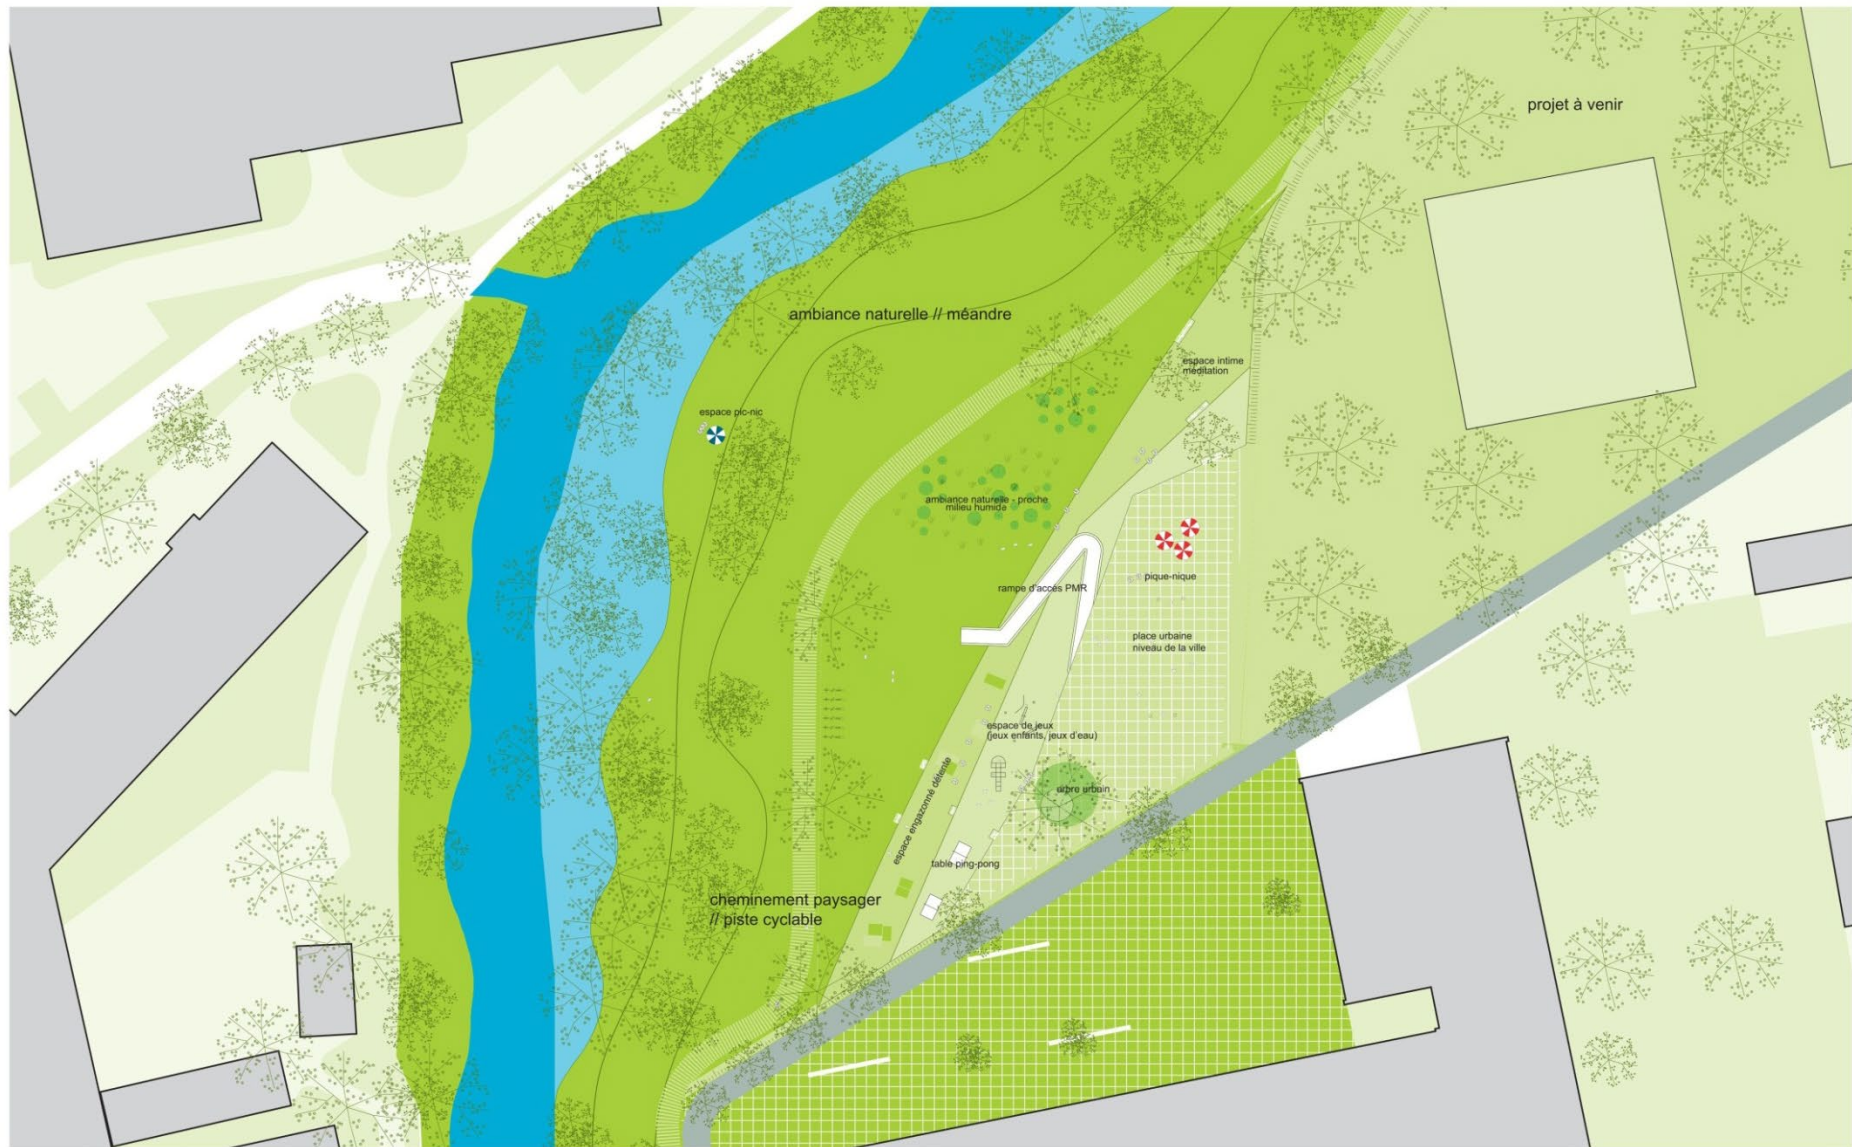 projet à venir
ambiance naturelle // méandre
espace intime
méditation
espace pic-nic
ambiance naturelle - proche
milieu humide
pique-nique
rampe d'accès PMR
place urbaine
niveau de la ville
espace de jeux
(jeux enfants, jeux d'eau)
espace engazonné détente
arbre urbain
table ping-pong
cheminement paysager
// piste cyclable